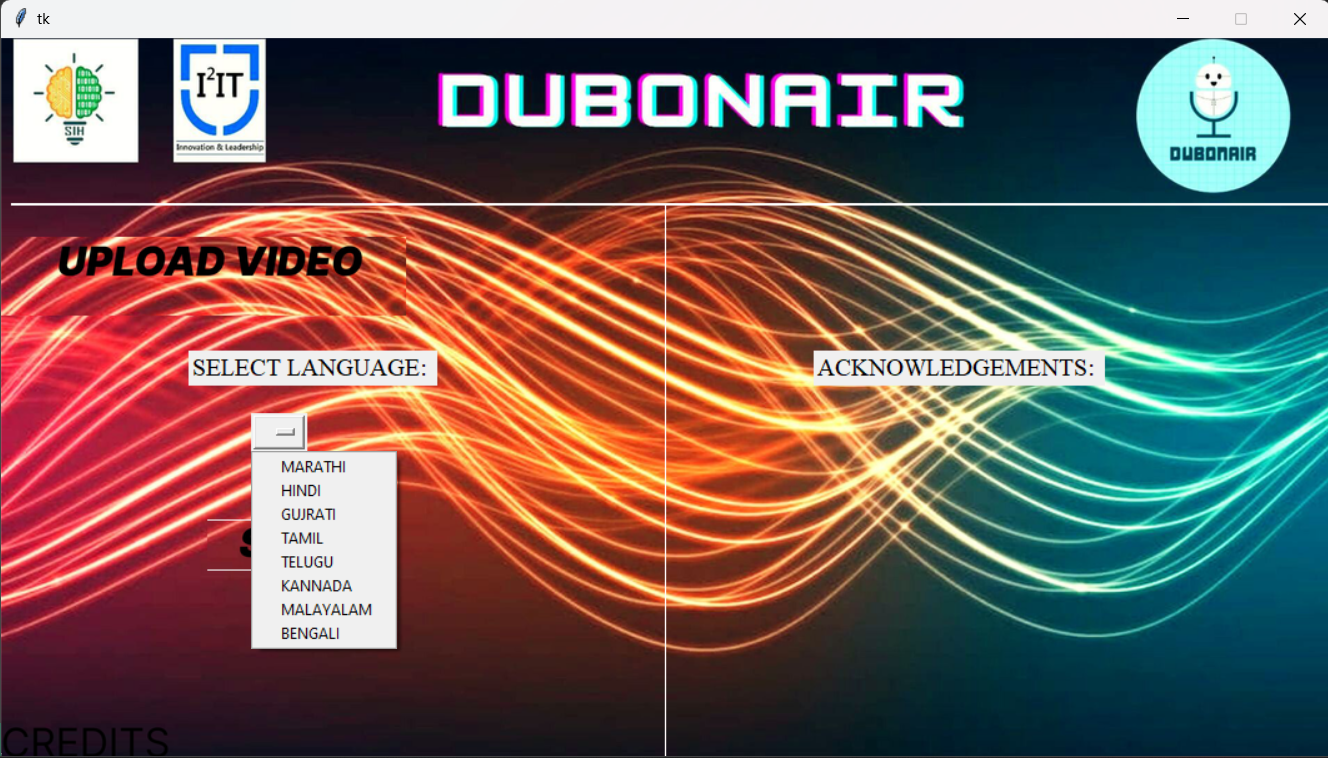 tk
SIH
I²IT
Innovation & Leadership
DUBONAIR
DUBONAIR
UPLOAD VIDEO
SELECT LANGUAGE:
ACKNOWLEDGEMENTS:
MARATHI
HINDI
GUJRATI
TAMIL
TELUGU
KANNADA
MALAYALAM
BENGALI
CREDITS